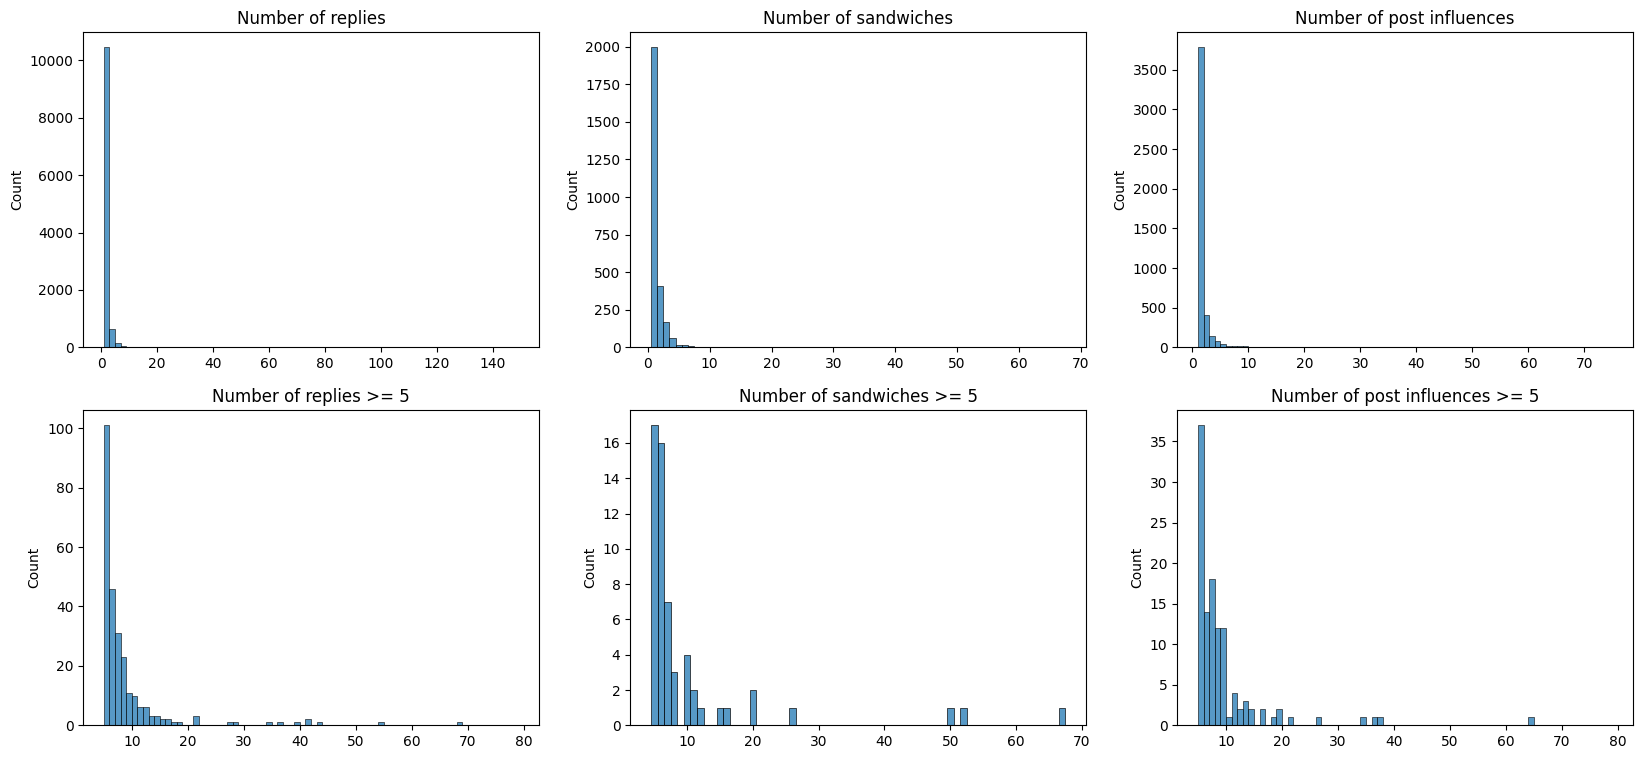 Number of replies
Count
10000
8000
6000
4000
2000
0
0 20 40 60 80 100 120 140
Number of sandwiches
Count
2000
1750
1500
1250
1000
750
500
250
0
0 10 20 30 40 50 60 70
Number of post influences
Count
3500
3000
2500
2000
1500
1000
500
0
0 10 20 30 40 50 60 70
Number of replies >= 5
Count
100
80
60
40
20
0
10 20 30 40 50 60 70 80
Number of sandwiches >= 5
Count
16
14
12
10
8
6
4
2
0
10 20 30 40 50 60 70
Number of post influences >= 5
Count
35
30
25
20
15
10
5
0
10 20 30 40 50 60 70 80